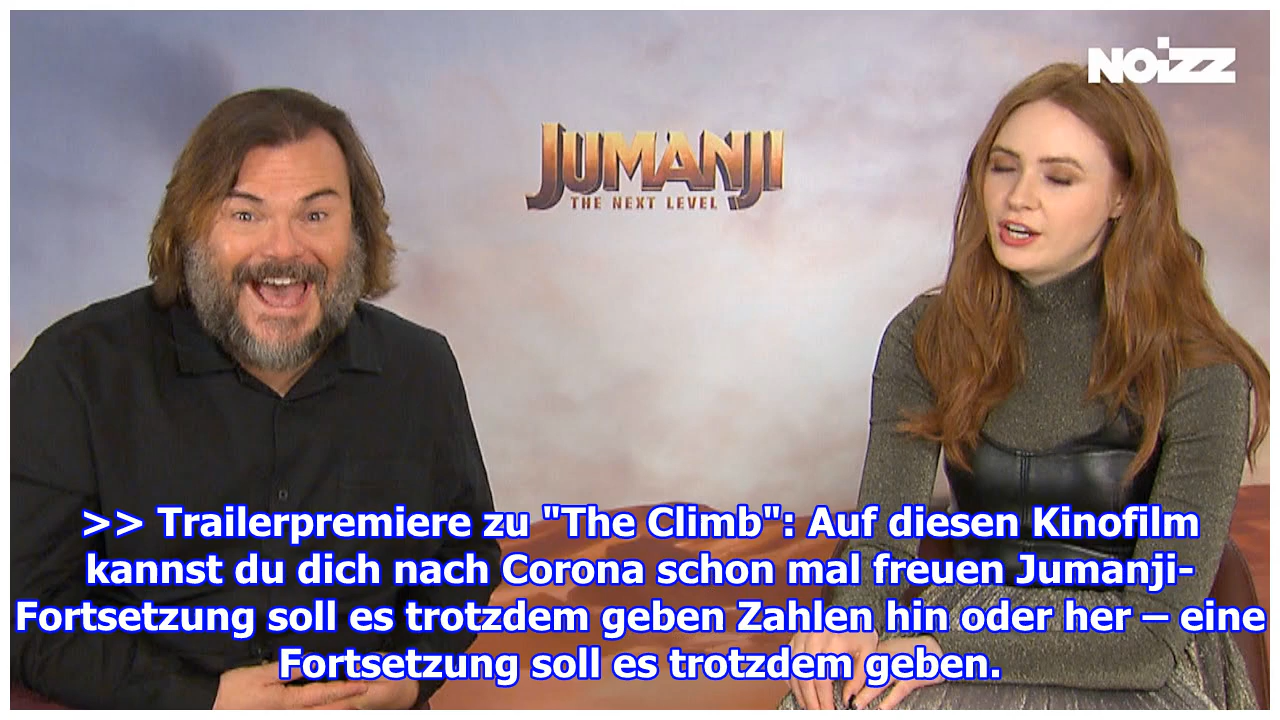 NOIZZ
JUMANJI
THE NEXT LEVEL
>> Trailerpremiere zu "The Climb": Auf diesen Kinofilm
kannst du dich nach Corona schon mal freuen Jumanji-
Fortsetzung soll es trotzdem geben Zahlen hin oder her – eine
Fortsetzung soll es trotzdem geben.